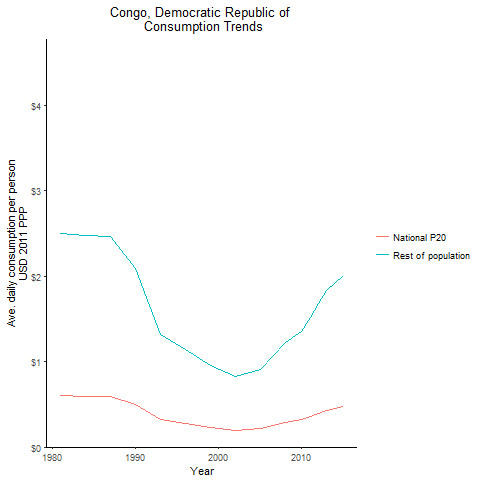 Congo, Democratic Republic of
Consumption Trends
Ave. daily consumption per person
USD 2011 PPP
$4
$3
$2
$1
$0
1980
1990
2000
2010
Year
National P20
Rest of population